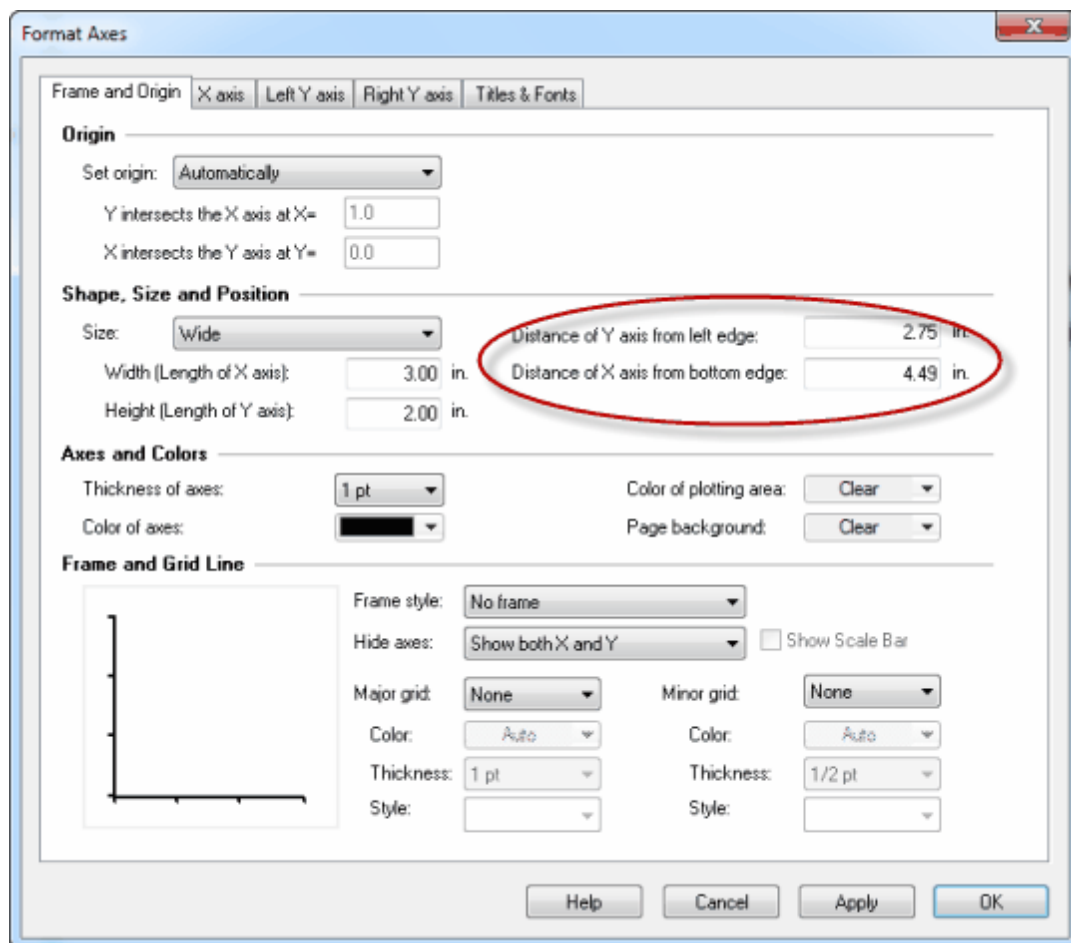 Format Axes
Frame and Origin X axis Left Y axis Right Y axis Titles & Fonts
Origin
Set origin: Automatically
Y intersects the X axis at X= 1.0
X intersects the Y axis at Y= 0.0
Shape, Size and Position
Size: Wide Distance of Y axis from left edge: 2.75 in.
Width (Length of X axis): 3.00 in. Distance of X axis from bottom edge: 4.49 in.
Height (Length of Y axis): 2.00 in.
Axes and Colors
Thickness of axes: 1 pt Color of plotting area: Clear
Color of axes: Page background: Clear
Frame and Grid Line
Frame style: No frame
Hide axes: Show both X and Y Show Scale Bar
Major grid: None Minor grid: None
Color: Auto Color: Auto
Thickness: 1 pt Thickness: 1/2 pt
Style: Style:
Help Cancel Apply OK